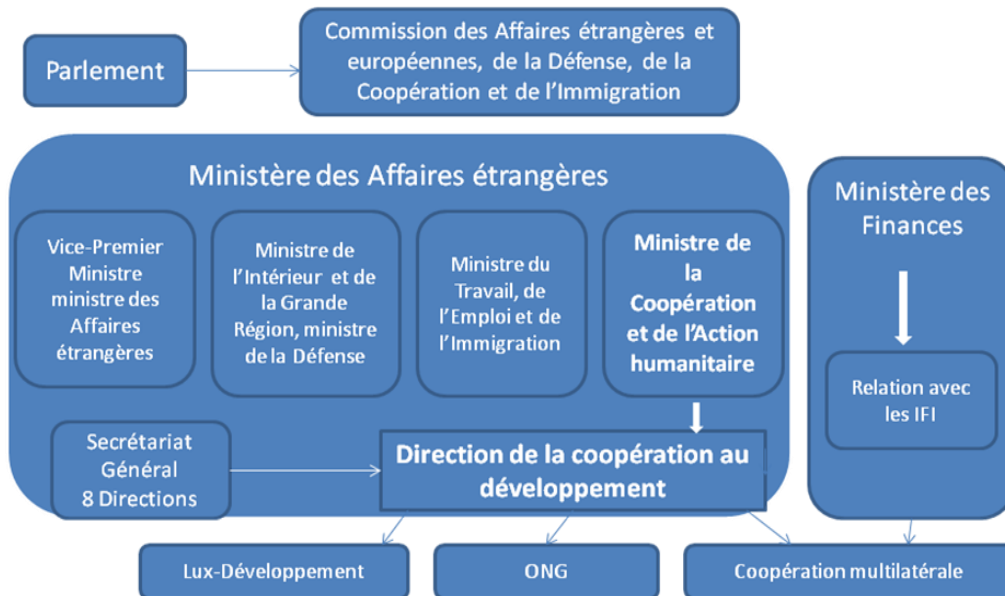 Parlement
Commission des Affaires étrangères et
européennes, de la Défense, de la
Coopération et de l'Immigration
Ministère des Affaires étrangères
Vice-Premier
Ministre
ministre des
Affaires
étrangères
Ministre de
l'Intérieur et de
la Grande
Région, ministre
de la Défense
Ministre du
Travail, de
l'Emploi et de
l'Immigration
Ministre de
la
Coopération
et de l'Action
humanitaire
Ministère des
Finances
Relation avec
les IFI
Secrétariat
Général
8 Directions
Direction de la coopération au
développement
Lux-Développement
ONG
Coopération multilatérale